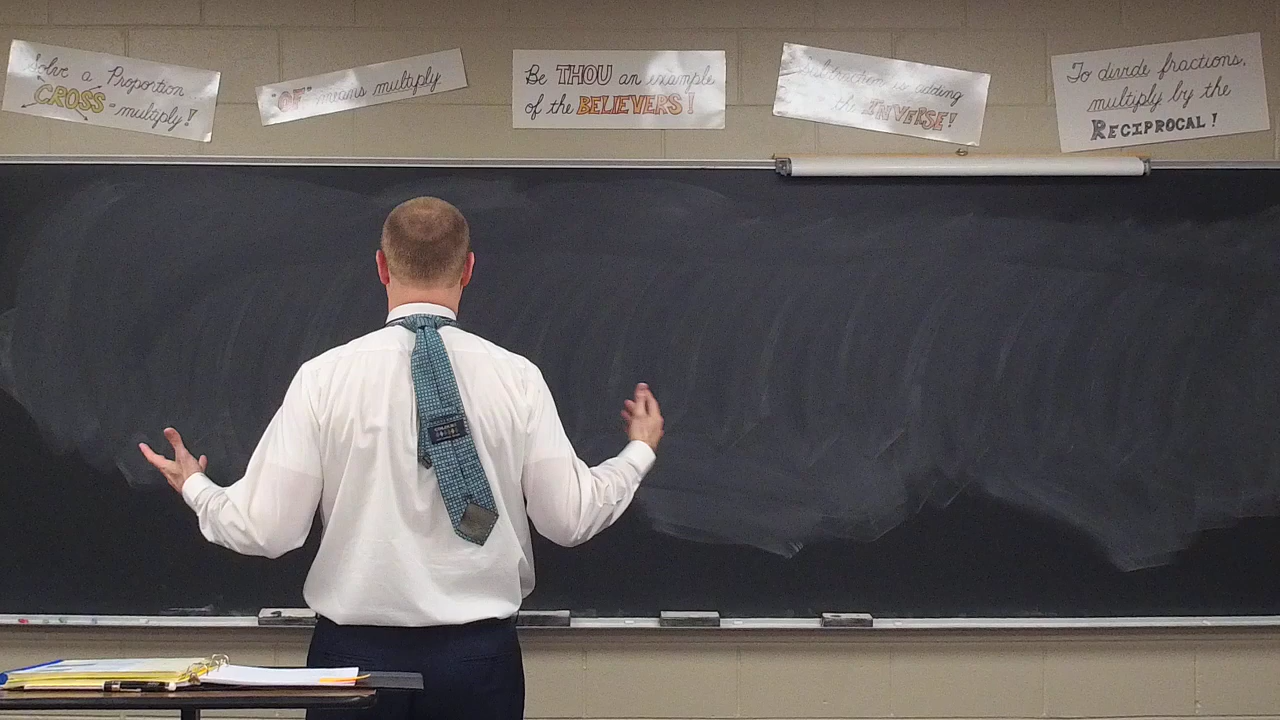 Solve a Proportion...
CROSS-multiply!
"OF" means multiply
Be THOU an example
of the BELIEVERS!
Subtraction is adding
the INVERSE!
To divide fractions,
multiply by the
RECIPROCAL!